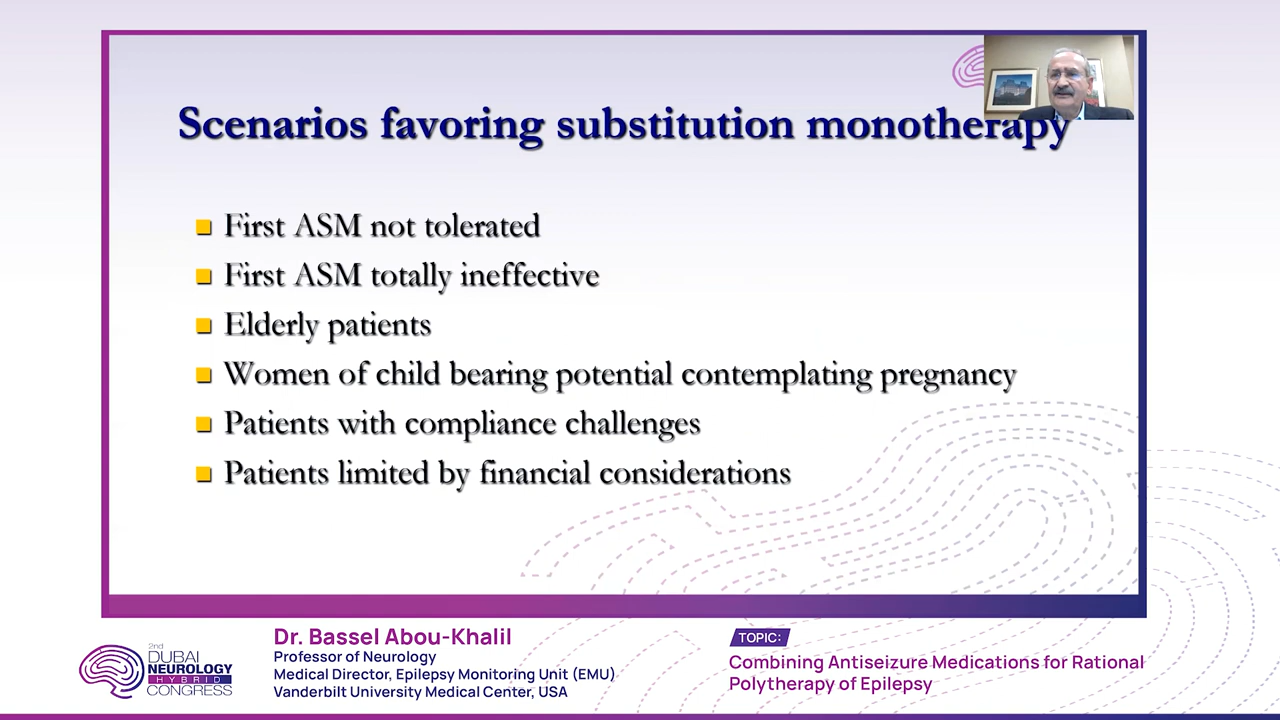 Scenarios favoring substitution monotherapy
First ASM not tolerated
First ASM totally ineffective
Elderly patients
Women of child bearing potential contemplating pregnancy
Patients with compliance challenges
Patients limited by financial considerations
2nd
DUBAI
NEUROLOGY
HYBRID
CONGRESS
Dr. Bassel Abou-Khalil
Professor of Neurology
Medical Director, Epilepsy Monitoring Unit (EMU)
Vanderbilt University Medical Center, USA
TOPIC:
Combining Antiseizure Medications for Rational
Polytherapy of Epilepsy